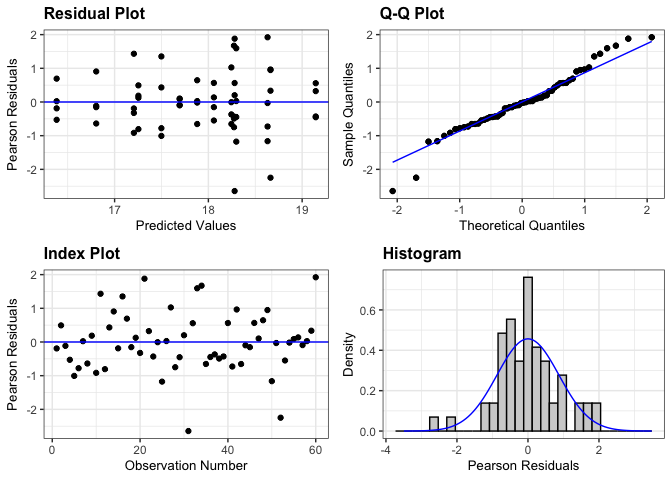 Residual Plot
2
1
0
-1
-2
Pearson Residuals
17
18
19
Predicted Values
Q-Q Plot
2
1
0
-1
-2
Sample Quantiles
-2
-1
0
1
2
Theoretical Quantiles
Index Plot
2
1
0
-1
-2
Pearson Residuals
0
20
40
60
Observation Number
Histogram
0.6
0.4
0.2
0.0
Density
-4
-2
0
2
Pearson Residuals